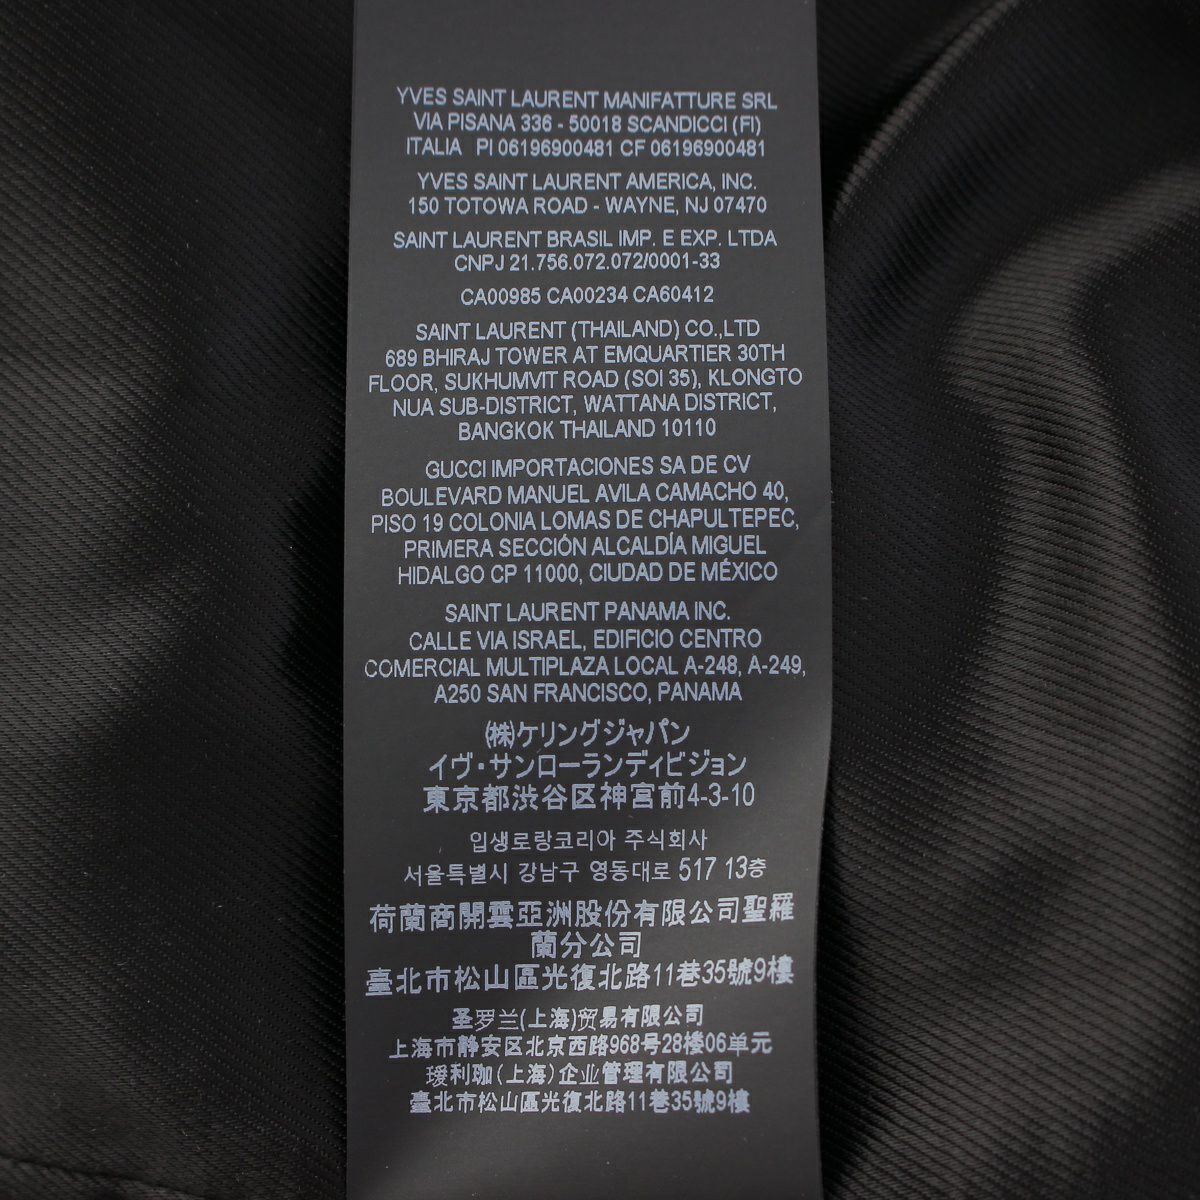 YVES SAINT LAURENT MANIFATTURE SRL
VIA PISANA 336 - 50018 SCANDICCI (FI)
ITALIA PI 06196900481 CF 06196900481
YVES SAINT LAURENT AMERICA, INC.
150 TOTOWA ROAD - WAYNE, NJ 07470
SAINT LAURENT BRASIL IMP. E EXP. LTDA
CNPJ 21.756.072.072/0001-33
CA00985 CA00234 CA60412
SAINT LAURENT (THAILAND) CO.,LTD
689 BHIRAJ TOWER AT EMQUARTIER 30TH
FLOOR, SUKHUMVIT ROAD (SOI 35), KLONGTO
NUA SUB-DISTRICT, WATTANA DISTRICT,
BANGKOK THAILAND 10110
GUCCI IMPORTACIONES SA DE CV
BOULEVARD MANUEL AVILA CAMACHO 40,
PISO 19 COLONIA LOMAS DE CHAPULTEPEC,
PRIMERA SECCIÓN ALCALDÍA MIGUEL
HIDALGO CP 11000, CIUDAD DE MÉXICO
SAINT LAURENT PANAMA INC.
CALLE VIA ISRAEL, EDIFICIO CENTRO
COMERCIAL MULTIPLAZA LOCAL A-248, A-249,
A250 SAN FRANCISCO, PANAMA
(株)ケリングジャパン
イヴ・サンローランディビジョン
東京都渋谷区神宮前4-3-10
입생로랑코리아 주식회사
서울특별시 강남구 영동대로 517 13층
荷蘭商開雲亞洲股份有限公司聖羅
蘭分公司
臺北市松山區光復北路11巷35號9樓
圣罗兰(上海)贸易有限公司
上海市静安区北京西路968号28楼06单元
瑷利珈(上海)企业管理有限公司
臺北市松山區光復北路11巷35號9樓